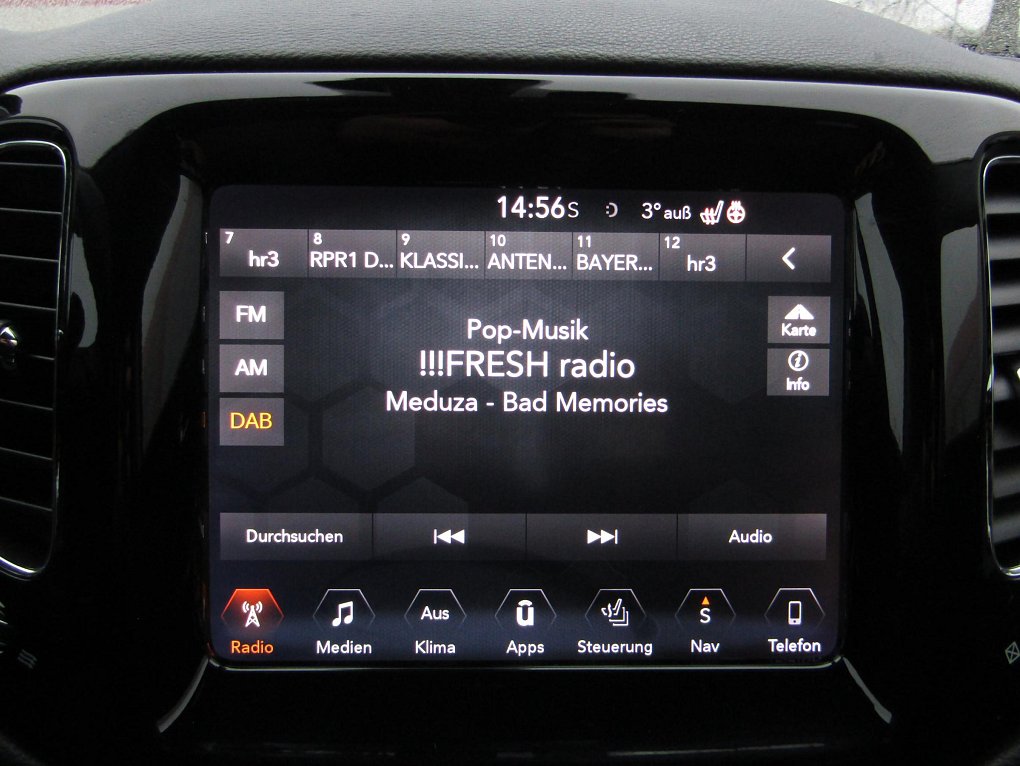 14:56 S 3° auß
7 hr3 8 RPR1 D... 9 KLASSI... 10 ANTEN... 11 BAYER... 12 hr3
FM
AM
DAB
Pop-Musik
!!!FRESH radio
Meduza - Bad Memories
Karte
Info
Durchsuchen Audio
Aus S
Radio Medien Klima Apps Steuerung Nav Telefon